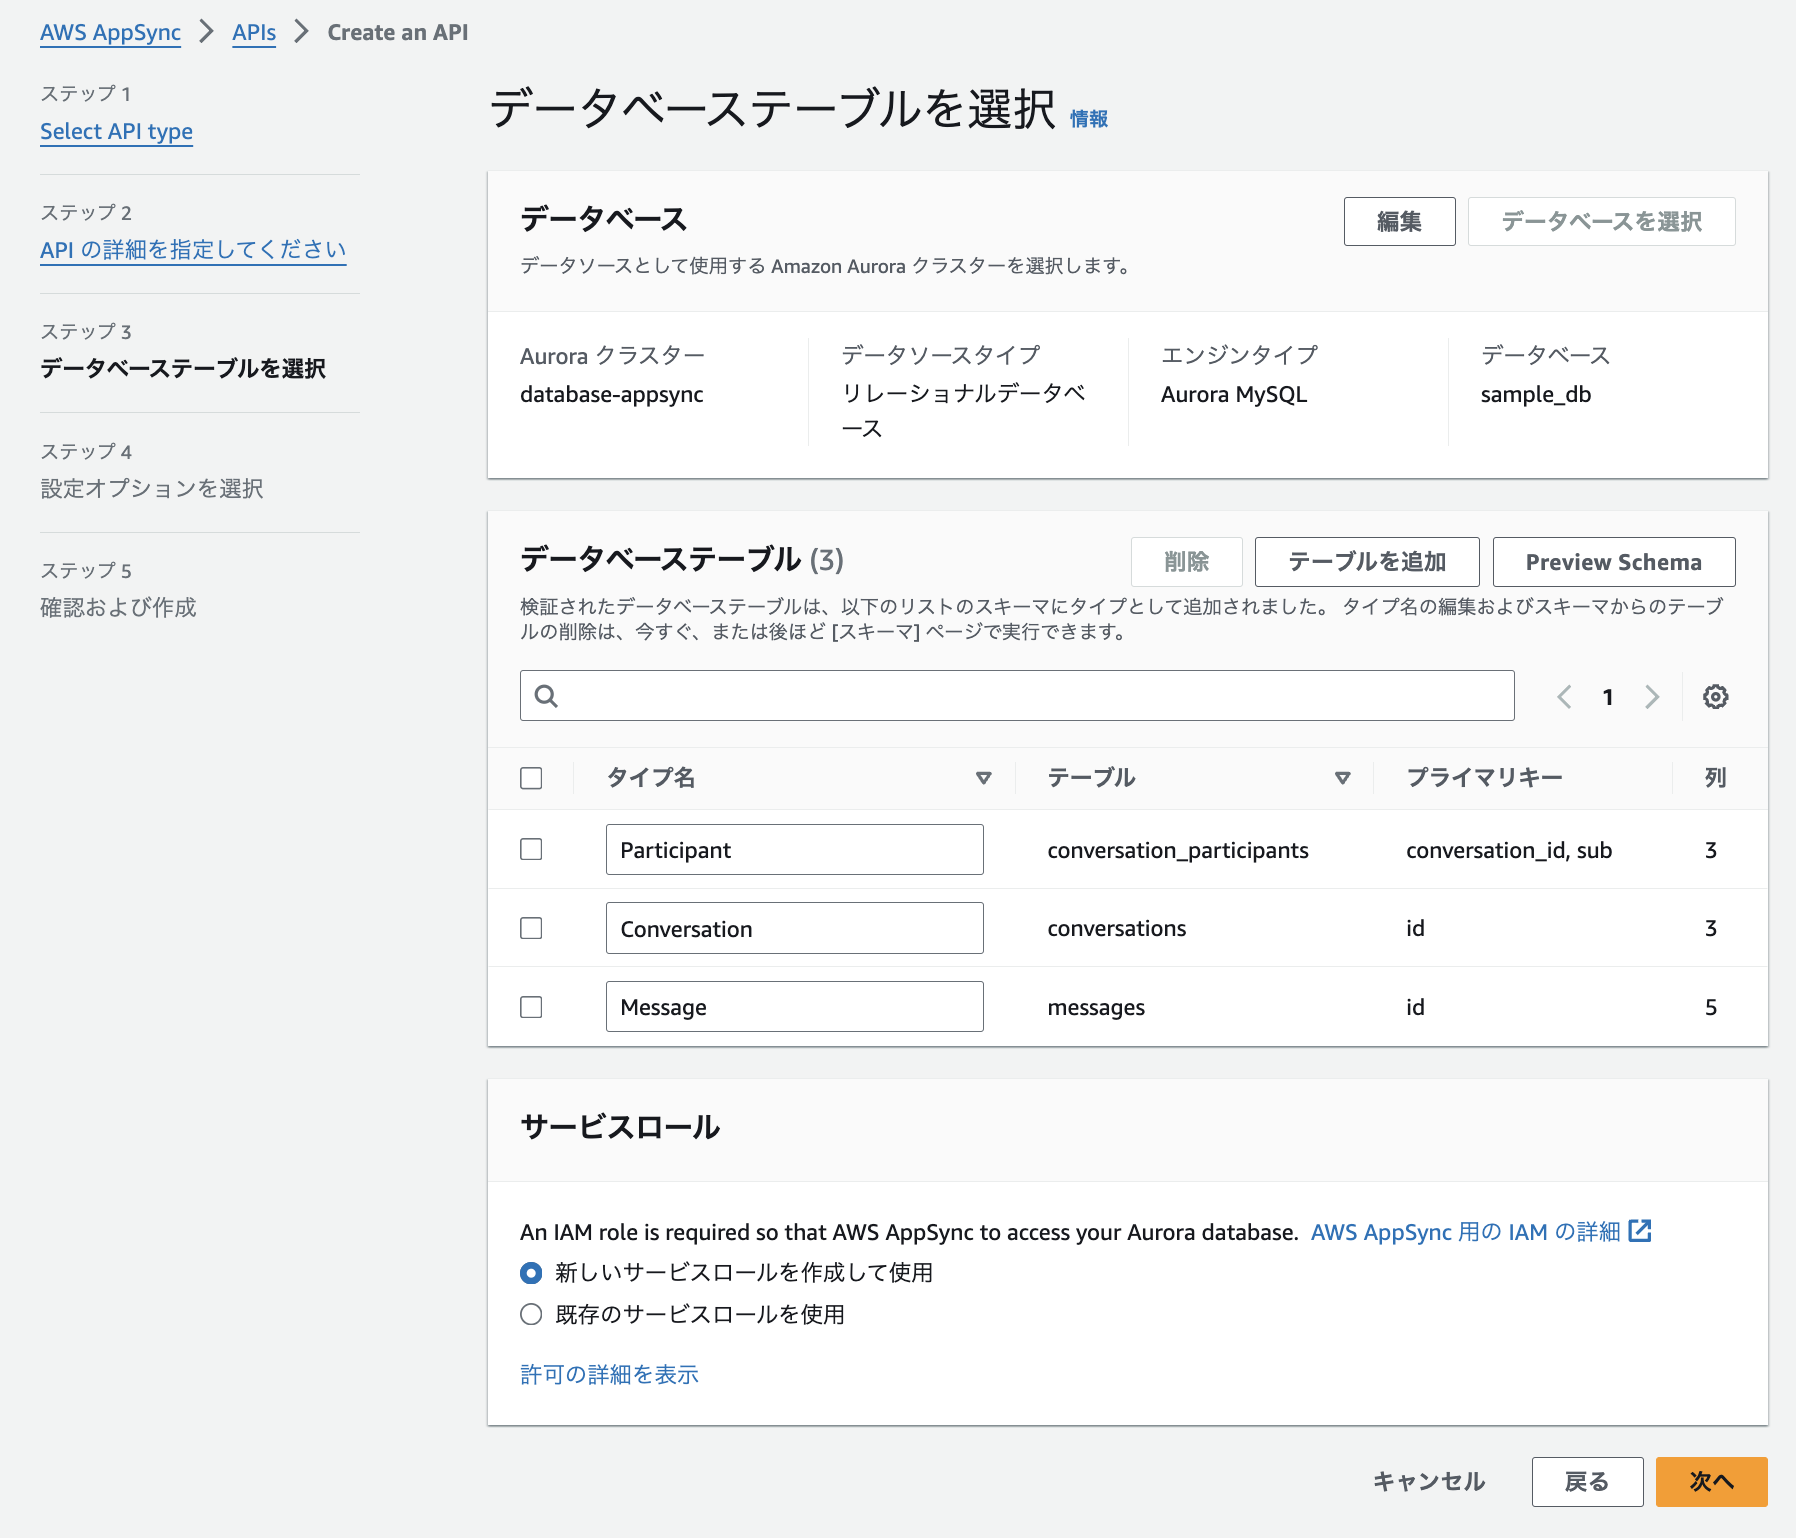 AWS AppSync > APIs > Create an API
ステップ 1
Select API type
ステップ 2
API の詳細を指定してください
ステップ 3
データベーステーブルを選択
ステップ 4
設定オプションを選択
ステップ 5
確認および作成
データベーステーブルを選択 情報
データベース
編集
データベースを選択
データソースとして使用する Amazon Aurora クラスターを選択します。
Aurora クラスター
database-appsync
データソースタイプ
リレーショナルデータベ
ース
エンジンタイプ
Aurora MySQL
データベース
sample_db
データベーステーブル (3)
削除
テーブルを追加
Preview Schema
検証されたデータベーステーブルは、以下のリストのスキーマにタイプとして追加されました。 タイプ名の編集およびスキーマからのテーブ
ルの削除は、今すぐ、または後ほど [スキーマ] ページで実行できます。
1
タイプ名 テーブル プライマリキー 列
Participant conversation_participants conversation_id, sub 3
Conversation conversations id 3
Message messages id 5
サービスロール
An IAM role is required so that AWS AppSync to access your Aurora database. AWS AppSync 用の IAM の詳細
新しいサービスロールを作成して使用
既存のサービスロールを使用
許可の詳細を表示
キャンセル 戻る 次へ